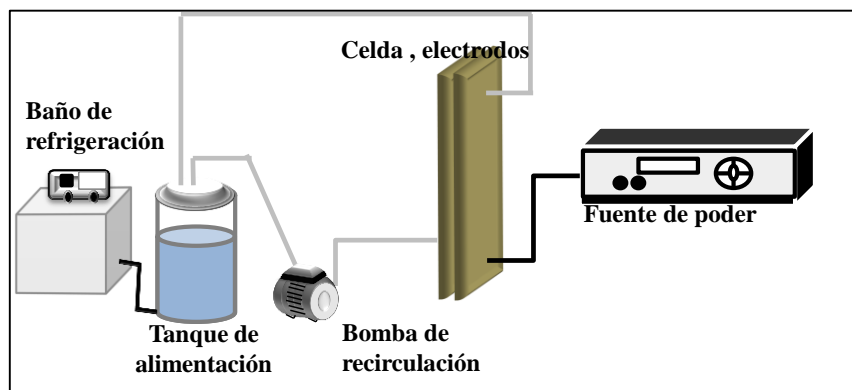 Celda , electrodos
Baño de
refrigeración
Fuente de poder
Tanque de
alimentación
Bomba de
recirculación